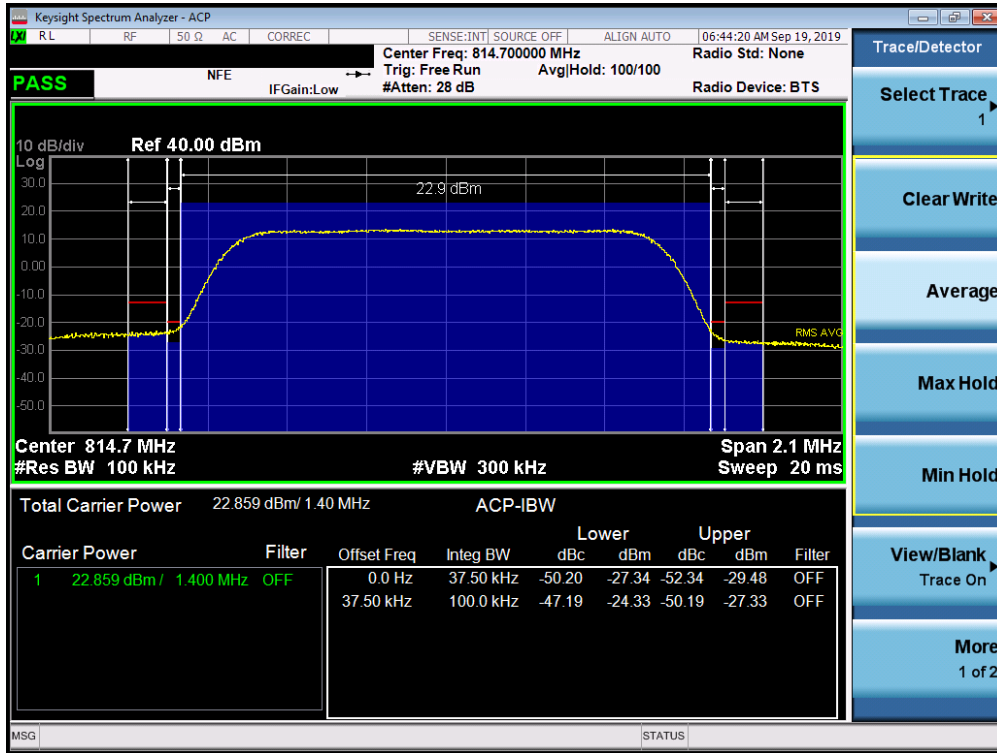 Keysight Spectrum Analyzer - ACP
LXI RL RF 50 Ω AC CORREC SENSE:INT SOURCE OFF ALIGN AUTO 06:44:20 AM Sep 19, 2019
Center Freq: 814.700000 MHz Radio Std: None
NFE Trig: Free Run Avg|Hold: 100/100
PASS IFGain:Low #Atten: 28 dB Radio Device: BTS
10 dB/div Ref 40.00 dBm
Log
30.0
22.9 dBm
20.0
10.0
0.00
-10.0
-20.0
RMS AVG
-30.0
-40.0
-50.0
Center 814.7 MHz Span 2.1 MHz
#Res BW 100 kHz #VBW 300 kHz Sweep 20 ms
Total Carrier Power 22.859 dBm/ 1.40 MHz ACP-IBW
Lower Upper
Carrier Power Filter Offset Freq Integ BW dBc dBm dBc dBm Filter
1 22.859 dBm / 1.400 MHz OFF 0.0 Hz 37.50 kHz -50.20 -27.34 -52.34 -29.48 OFF
37.50 kHz 100.0 kHz -47.19 -24.33 -50.19 -27.33 OFF
MSG STATUS
Trace/Detector
Select Trace
1
Clear Write
Average
Max Hold
Min Hold
View/Blank
Trace On
More
1 of 2